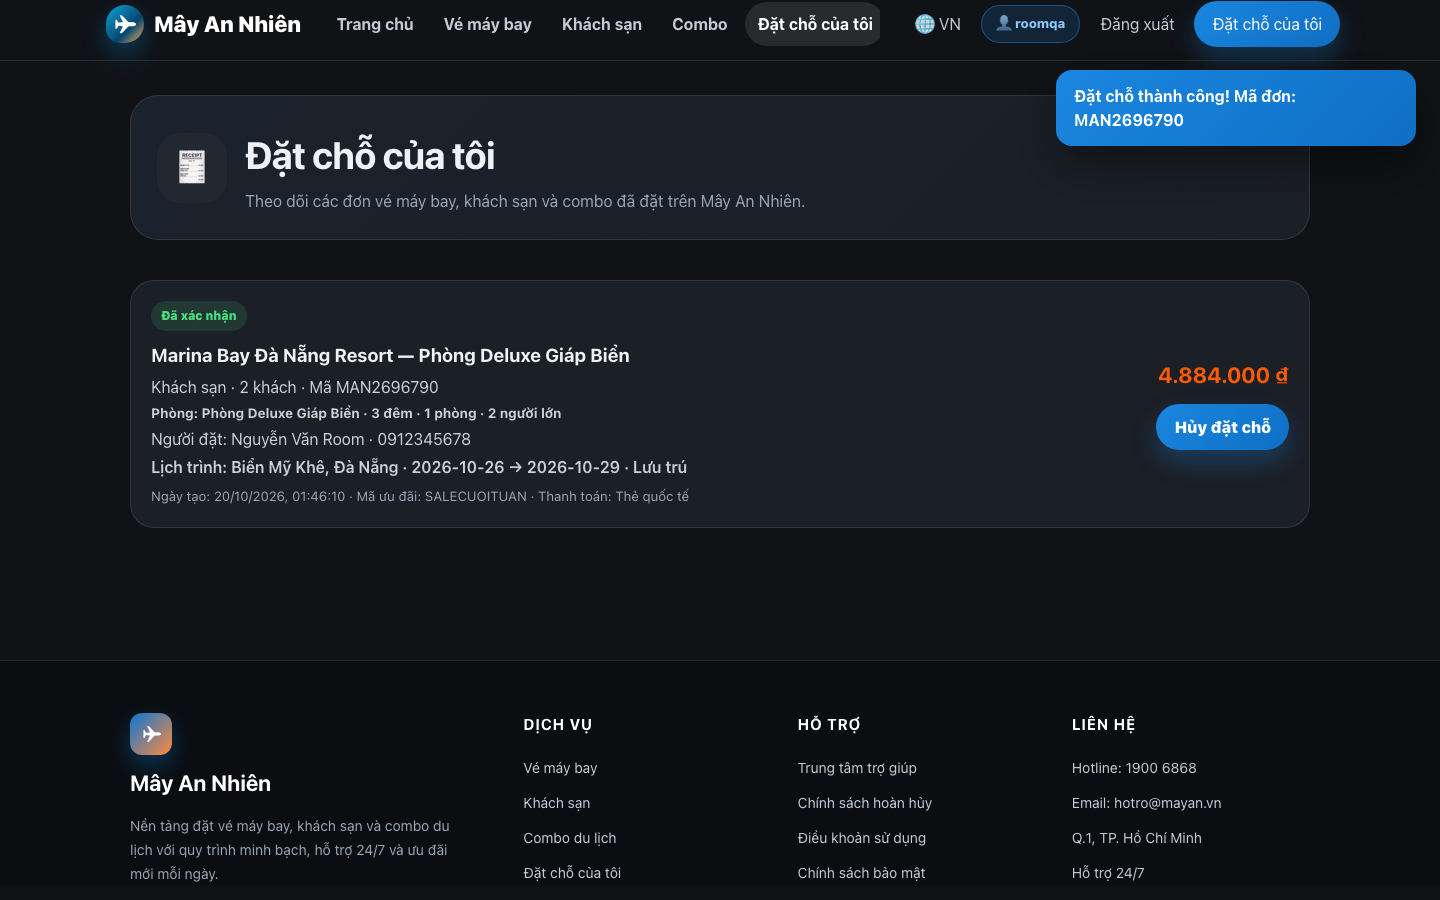 Mây An Nhiên
Trang chủ
Vé máy bay
Khách sạn
Combo
Đặt chỗ của tôi
VN
roomqa
Đăng xuất
Đặt chỗ của tôi
Đặt chỗ thành công! Mã đơn:
MAN2696790
RECEIPT
Đặt chỗ của tôi
Theo dõi các đơn vé máy bay, khách sạn và combo đã đặt trên Mây An Nhiên.
Đã xác nhận
Marina Bay Đà Nẵng Resort — Phòng Deluxe Giáp Biển
Khách sạn · 2 khách · Mã MAN2696790
Phòng: Phòng Deluxe Giáp Biển · 3 đêm · 1 phòng · 2 người lớn
Người đặt: Nguyễn Văn Room · 0912345678
Lịch trình: Biển Mỹ Khê, Đà Nẵng · 2026-10-26 → 2026-10-29 · Lưu trú
Ngày tạo: 20/10/2026, 01:46:10 · Mã ưu đãi: SALECUOITUAN · Thanh toán: Thẻ quốc tế
4.884.000 ₫
Hủy đặt chỗ
Mây An Nhiên
Nền tảng đặt vé máy bay, khách sạn và combo du
lịch với quy trình minh bạch, hỗ trợ 24/7 và ưu đãi
mới mỗi ngày.
DỊCH VỤ
Vé máy bay
Khách sạn
Combo du lịch
Đặt chỗ của tôi
HỖ TRỢ
Trung tâm trợ giúp
Chính sách hoàn hủy
Điều khoản sử dụng
Chính sách bảo mật
LIÊN HỆ
Hotline: 1900 6868
Email: hotro@mayan.vn
Q.1, TP. Hồ Chí Minh
Hỗ trợ 24/7